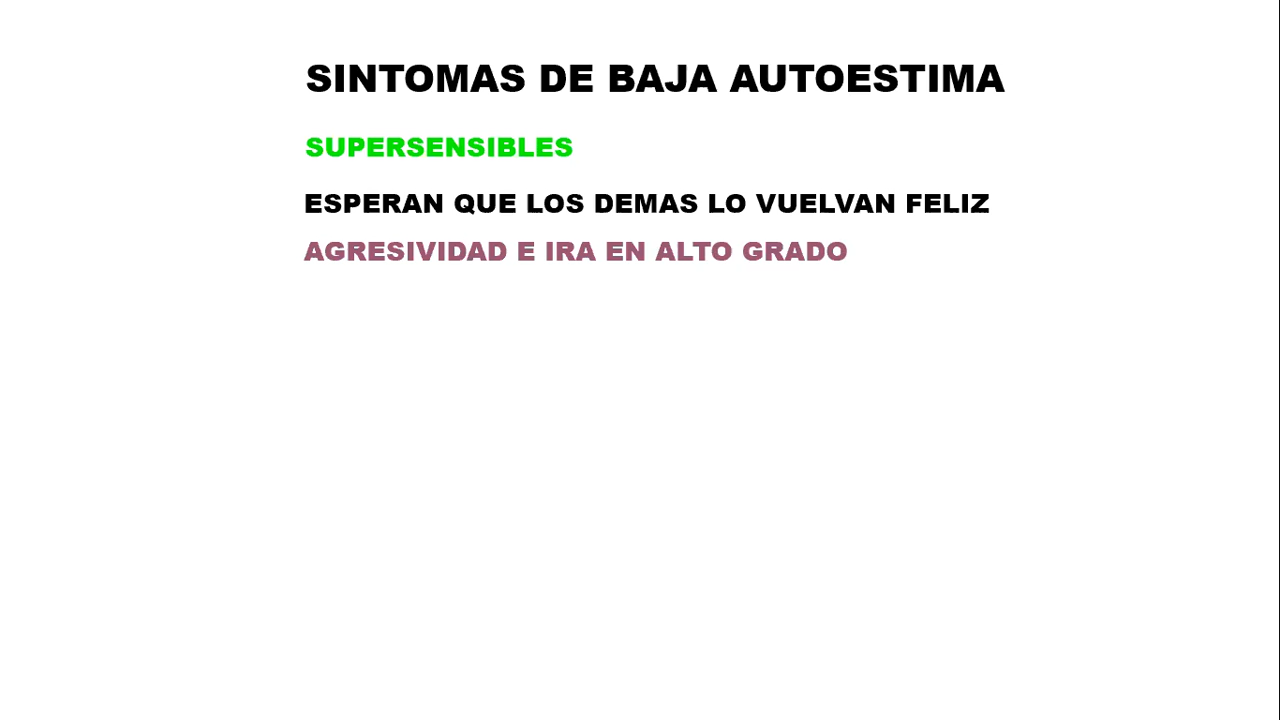 SINTOMAS DE BAJA AUTOESTIMA
SUPERSENSIBLES
ESPERAN QUE LOS DEMAS LO VUELVAN FELIZ
AGRESIVIDAD E IRA EN ALTO GRADO